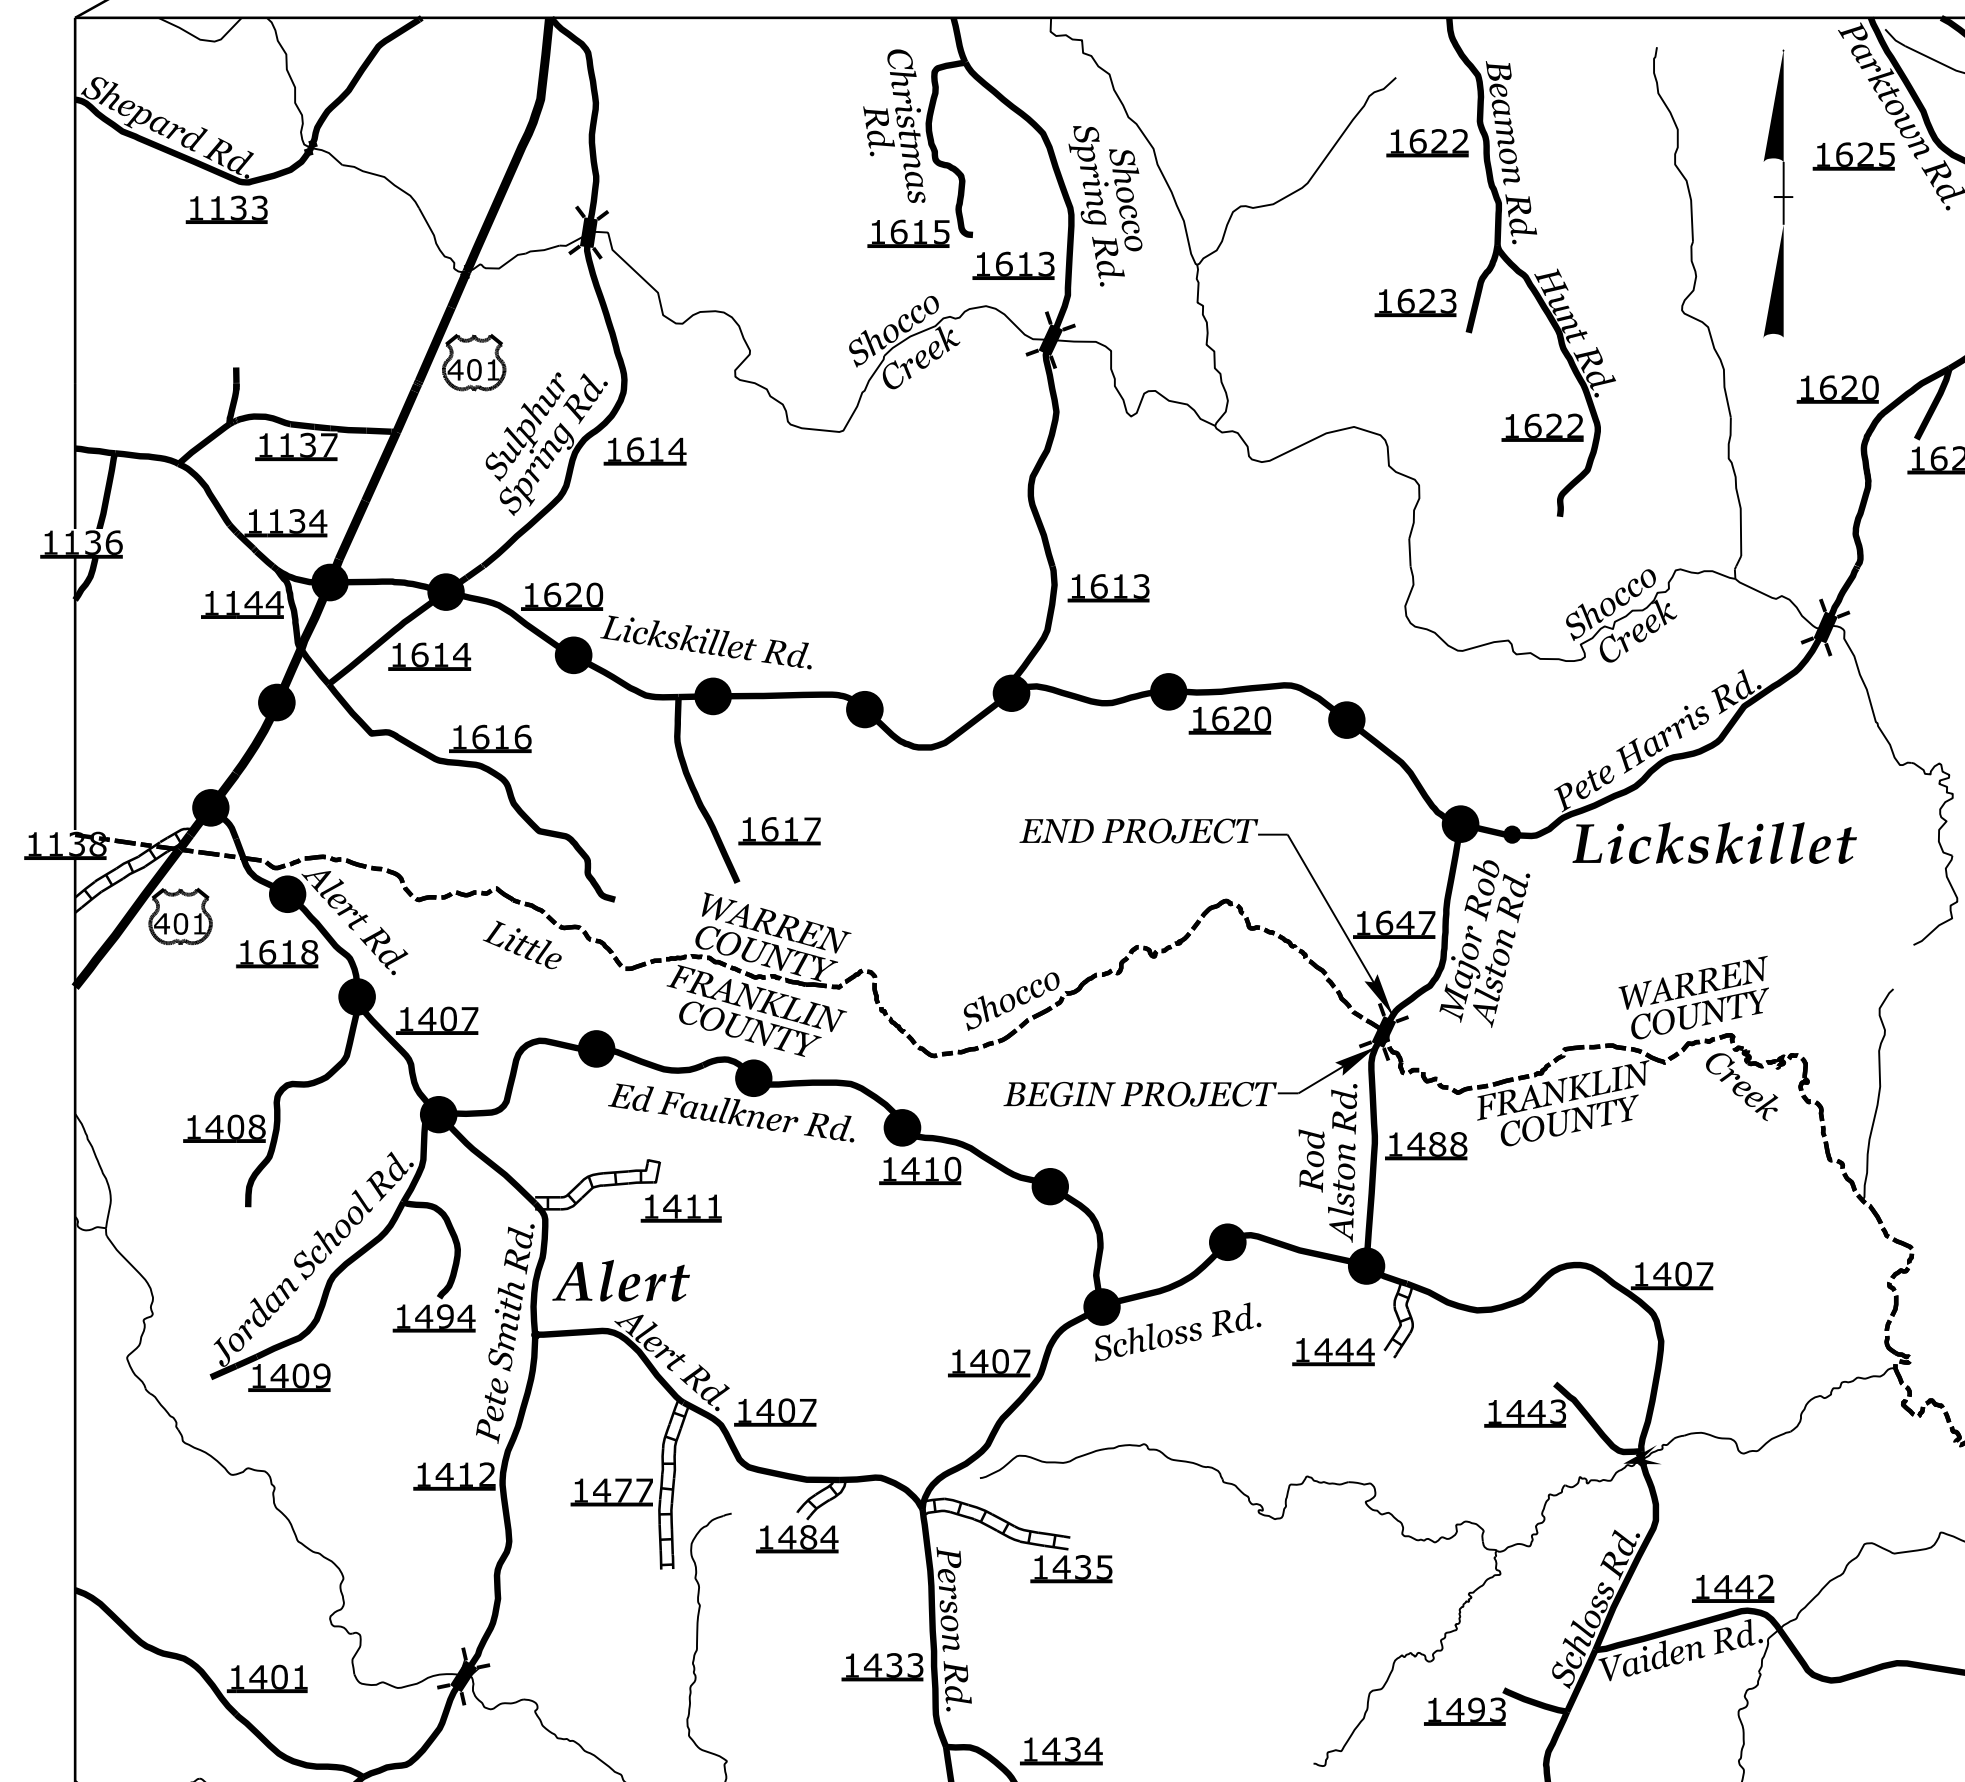 Shepard Rd.
1133
Christmas
Rd.
1615
Shocco
Spring Rd.
1613
Beamon Rd.
1622
1623
Hunt Rd.
1622
Parktown Rd.
1625
1620
162
401
Shocco
Creek
Sulphur
Spring Rd.
1614
1137
1134
1136
1144
1620
Lickskillet Rd.
1614
1613
Shocco
Creek
1616
1620
Pete Harris Rd.
1617
END PROJECT
Lickskillet
1138
401
Alert Rd.
1618
Little
WARREN
COUNTY
FRANKLIN
COUNTY
Shocco
1647
Major Rob
Alston Rd.
WARREN
COUNTY
FRANKLIN
COUNTY
Creek
1407
BEGIN PROJECT
Ed Faulkner Rd.
1408
1410
Rod
Alston Rd.
1488
Jordan School Rd.
1411
Alert
1494
1409
Pete Smith Rd.
Alert Rd.
Schloss Rd.
1407
1444
1407
1407
1443
1412
1477
1484
1435
Person Rd.
1433
1434
1401
Schloss Rd.
1442
Vaiden Rd.
1493